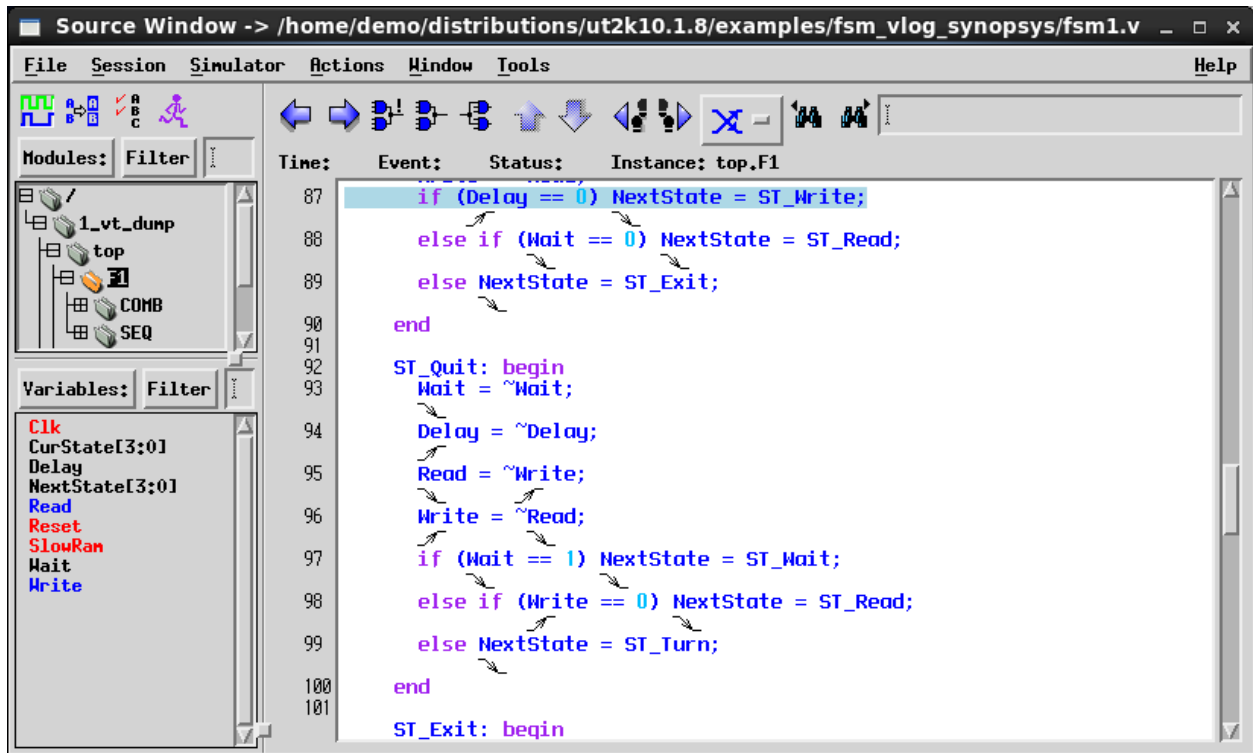 Source Window -> /home/demo/distributions/ut2k10.1.8/examples/fsm_vlog_synopsys/fsm1.v
File Session Simulator Actions Window Tools Help
Modules: Filter
/
1_vt_dump
top
F1
COMB
SEQ
Variables: Filter
Clk
CurState[3:0]
Delay
NextState[3:0]
Read
Reset
SlowRam
Wait
Write
Time: Event: Status: Instance: top.F1
87 if (Delay == 0) NextState = ST_Write;
88 else if (Wait == 0) NextState = ST_Read;
89 else NextState = ST_Exit;
90 end
91
92 ST_Quit: begin
93 Wait = ~Wait;
94 Delay = ~Delay;
95 Read = ~Write;
96 Write = ~Read;
97 if (Wait == 1) NextState = ST_Wait;
98 else if (Write == 0) NextState = ST_Read;
99 else NextState = ST_Turn;
100 end
101
ST_Exit: begin